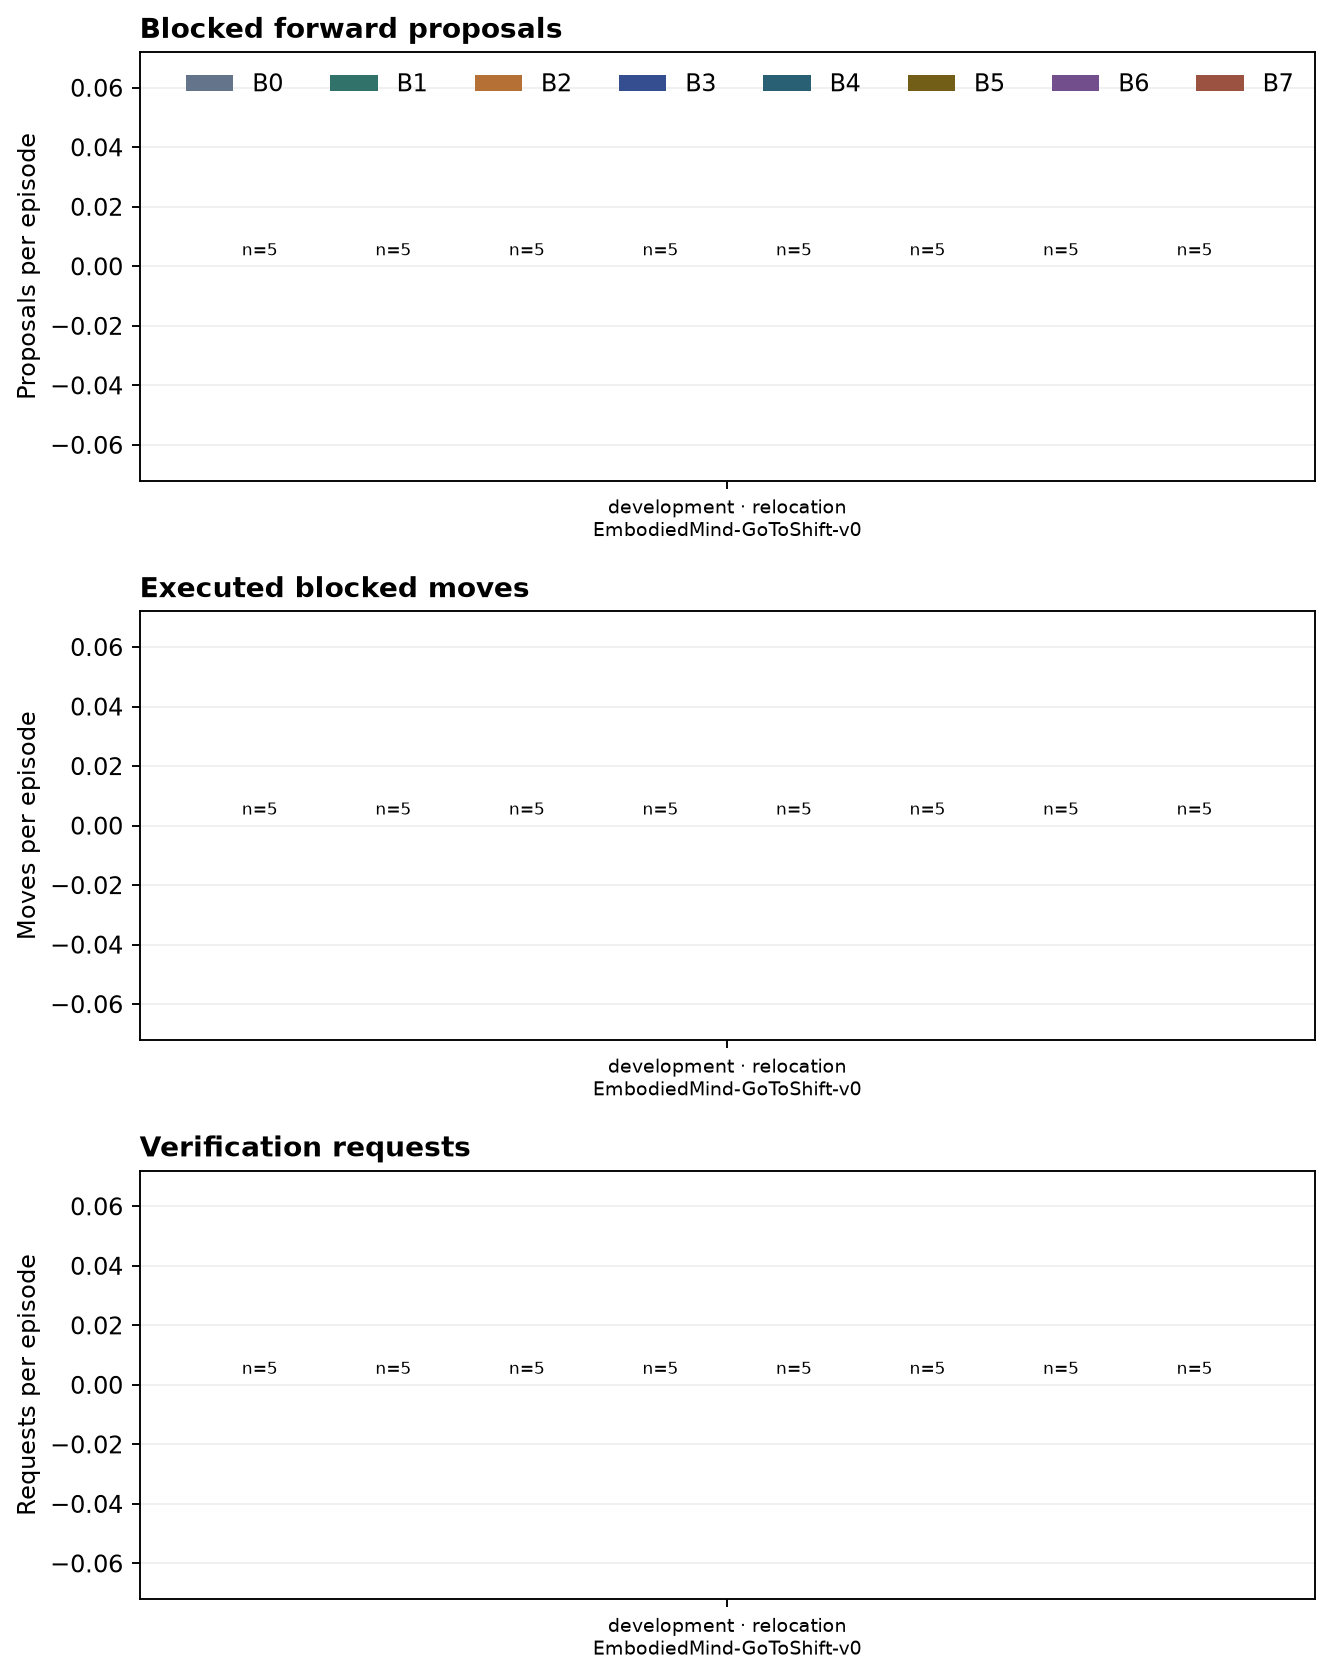 Blocked forward proposals
B0 B1 B2 B3 B4 B5 B6 B7
0.06
0.04
0.02
0.00
−0.02
−0.04
−0.06
Proposals per episode
n=5 n=5 n=5 n=5 n=5 n=5 n=5 n=5
development · relocation
EmbodiedMind-GoToShift-v0
Executed blocked moves
0.06
0.04
0.02
0.00
−0.02
−0.04
−0.06
Moves per episode
n=5 n=5 n=5 n=5 n=5 n=5 n=5 n=5
development · relocation
EmbodiedMind-GoToShift-v0
Verification requests
0.06
0.04
0.02
0.00
−0.02
−0.04
−0.06
Requests per episode
n=5 n=5 n=5 n=5 n=5 n=5 n=5 n=5
development · relocation
EmbodiedMind-GoToShift-v0